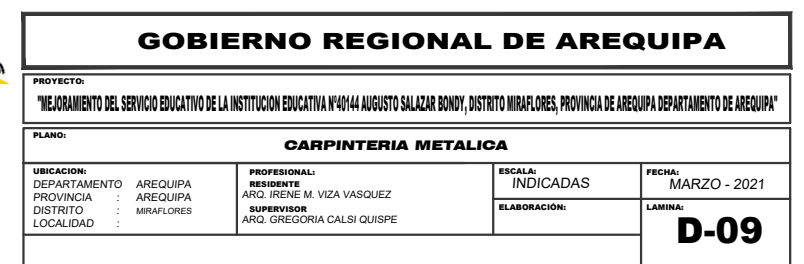 GOBIERNO REGIONAL DE AREQUIPA
PROYECTO:
"MEJORAMIENTO DEL SERVICIO EDUCATIVO DE LA INSTITUCION EDUCATIVA Nº40144 AUGUSTO SALAZAR BONDY, DISTRITO MIRAFLORES, PROVINCIA DE AREQUIPA DEPARTAMENTO DE AREQUIPA"
PLANO:
CARPINTERIA METALICA
UBICACION:
DEPARTAMENTO AREQUIPA
PROVINCIA : AREQUIPA
DISTRITO : MIRAFLORES
LOCALIDAD :
PROFESIONAL:
RESIDENTE
ARQ. IRENE M. VIZA VASQUEZ
SUPERVISOR
ARQ. GREGORIA CALSI QUISPE
ESCALA:
INDICADAS
ELABORACIÓN:
FECHA:
MARZO - 2021
LAMINA:
D-09